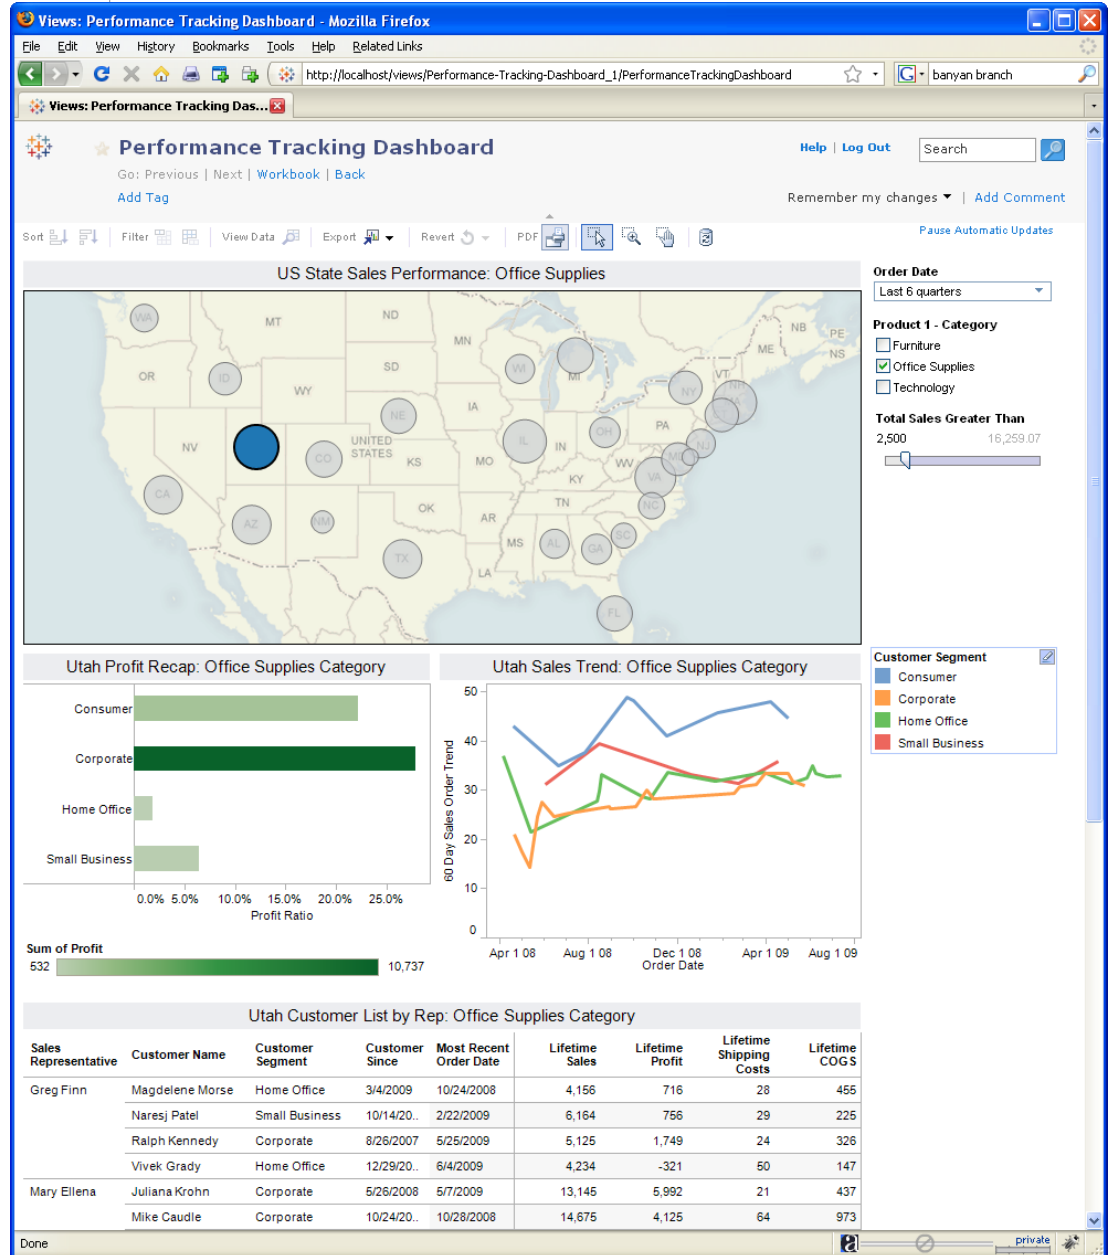 Views: Performance Tracking Dashboard - Mozilla Firefox
File Edit View History Bookmarks Tools Help Related Links
http://localhost/views/Performance-Tracking-Dashboard_1/PerformanceTrackingDashboard
G banyan branch
Views: Performance Tracking Das...
Performance Tracking Dashboard
Help | Log Out
Search
Go: Previous | Next | Workbook | Back
Add Tag
Remember my changes | Add Comment
Sort Filter View Data Export Revert PDF
Pause Automatic Updates
US State Sales Performance: Office Supplies
WA
MT
ND
MN
NB
PE
NS
ME
OR
ID
WY
SD
WI
MI
VT
NH
MA
NY
CT
NE
IA
NV
CO
UNITED
STATES
KS
MO
IL
IN
OH
PA
NJ
MD
WV
VA
KY
CA
AZ
NM
OK
AR
TN
NC
SC
MS
AL
GA
TX
LA
FL
Order Date
Last 6 quarters
Product 1 - Category
Furniture
Office Supplies
Technology
Total Sales Greater Than
2,500 16,259.07
Utah Profit Recap: Office Supplies Category
Consumer
Corporate
Home Office
Small Business
0.0% 5.0% 10.0% 15.0% 20.0% 25.0%
Profit Ratio
Sum of Profit
532 10,737
Utah Sales Trend: Office Supplies Category
60 Day Sales Order Trend
50
40
30
20
10
0
Apr 1 08 Aug 1 08 Dec 1 08 Apr 1 09 Aug 1 09
Order Date
Customer Segment
Consumer
Corporate
Home Office
Small Business
Utah Customer List by Rep: Office Supplies Category
Sales Representative Customer Name Customer Segment Customer Since Most Recent Order Date Lifetime Sales Lifetime Profit Lifetime Shipping Costs Lifetime COGS
Greg Finn Magdelene Morse Home Office 3/4/2009 10/24/2008 4,156 716 28 455
Naresj Patel Small Business 10/14/20.. 2/22/2009 6,164 756 29 225
Ralph Kennedy Corporate 8/26/2007 5/25/2009 5,125 1,749 24 326
Vivek Grady Home Office 12/29/20... 6/4/2009 4,234 -321 50 147
Mary Ellena Juliana Krohn Corporate 5/26/2008 5/7/2009 13,145 5,992 21 437
Mike Caudle Corporate 10/24/20.. 10/28/2008 14,675 4,125 64 973
Done
private